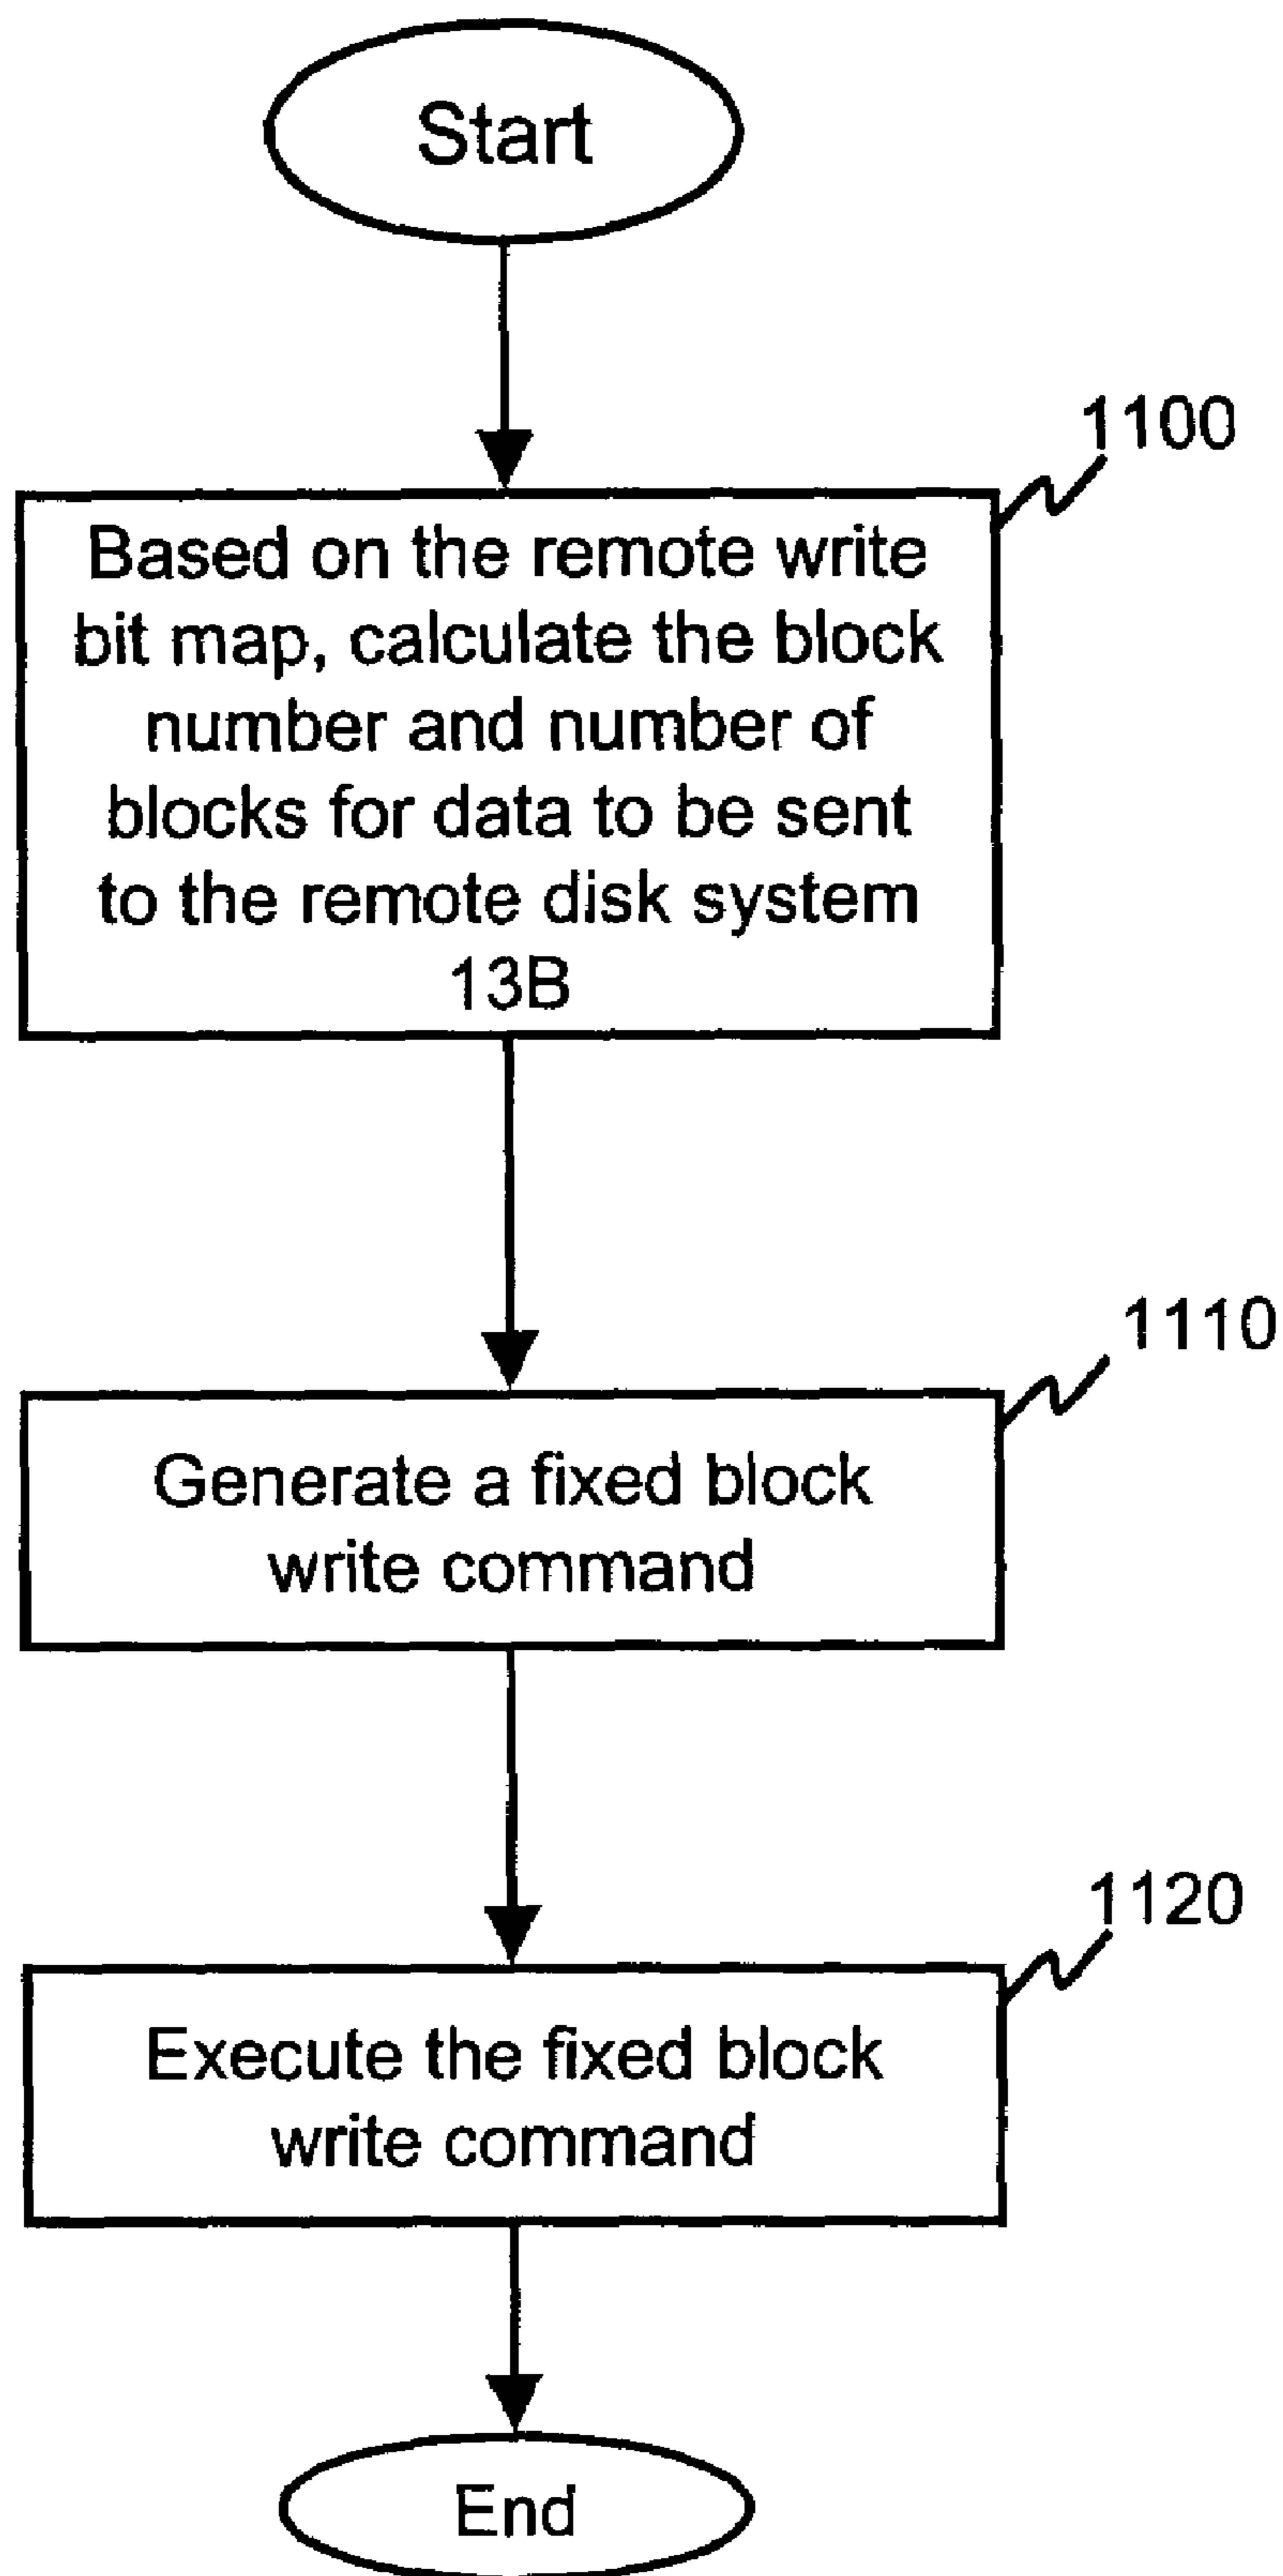 Start
1100
Based on the remote write
bit map, calculate the block
number and number of
blocks for data to be sent
to the remote disk system
13B
1110
Generate a fixed block
write command
1120
Execute the fixed block
write command
End